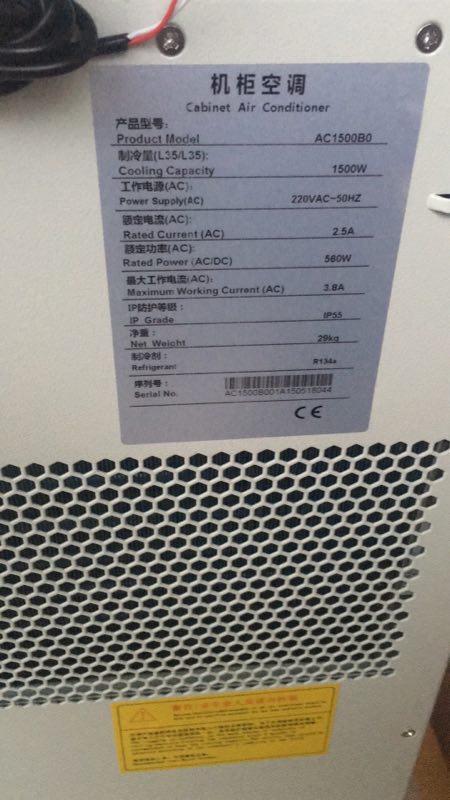 机柜空调
Cabinet Air Conditioner
产品型号:
Product Model AC1500B0
制冷量(L35/L35):
Cooling Capacity 1500W
工作电源(AC):
Power Supply(AC) 220VAC~50HZ
额定电流(AC):
Rated Current (AC) 2.5A
额定功率(AC):
Rated Power (AC/DC) 560W
最大工作电流(AC):
Maximum Working Current (AC) 3.8A
IP防护等级:
IP Grade IP55
净重:
Net Weight 29kg
制冷剂:
Refrigerant R134a
序列号:
Serial No. AC1500B001A150518044
CE